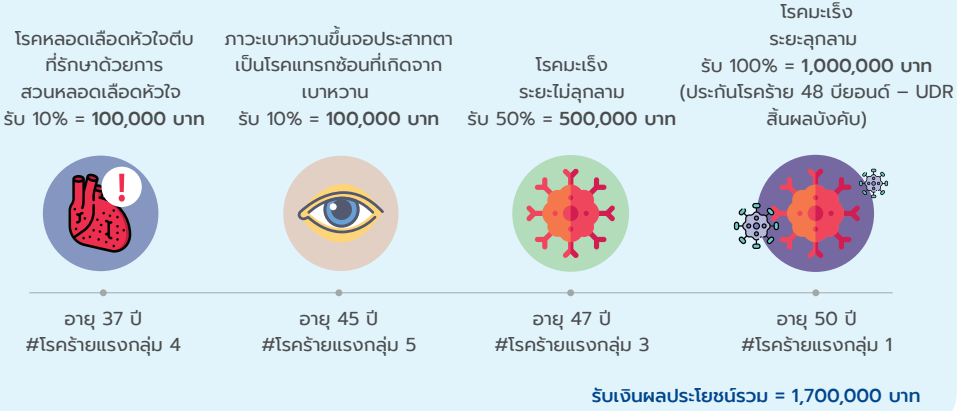 โรคหลอดเลือดหัวใจตีบ
ที่รักษาด้วยการ
สวนหลอดเลือดหัวใจ
รับ 10% = 100,000 บาท
ภาวะเบาหวานขึ้นจอประสาทตา
เป็นโรคแทรกซ้อนที่เกิดจาก
เบาหวาน
รับ 10% = 100,000 บาท
โรคมะเร็ง
ระยะไม่ลุกลาม
รับ 50% = 500,000 บาท
โรคมะเร็ง
ระยะลุกลาม
รับ 100% = 1,000,000 บาท
(ประกันโรคร้าย 48 บียอนด์ – UDR
สิ้นผลบังคับ)
!
อายุ 37 ปี
#โรคร้ายแรงกลุ่ม 4
อายุ 45 ปี
#โรคร้ายแรงกลุ่ม 5
อายุ 47 ปี
#โรคร้ายแรงกลุ่ม 3
อายุ 50 ปี
#โรคร้ายแรงกลุ่ม 1
รับเงินผลประโยชน์รวม = 1,700,000 บาท